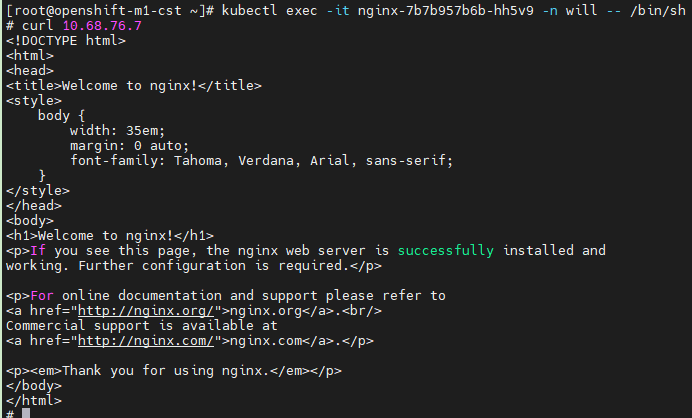 [root@openshift-m1-cst ~]# kubectl exec -it nginx-7b7b957b6b-hh5v9 -n will -- /bin/sh
# curl 10.68.76.7
<!DOCTYPE html>
<html>
<head>
<title>Welcome to nginx!</title>
<style>
    body {
        width: 35em;
        margin: 0 auto;
        font-family: Tahoma, Verdana, Arial, sans-serif;
    }
</style>
</head>
<body>
<h1>Welcome to nginx!</h1>
<p>If you see this page, the nginx web server is successfully installed and
working. Further configuration is required.</p>

<p>For online documentation and support please refer to
<a href="http://nginx.org/">nginx.org</a>.<br/>
Commercial support is available at
<a href="http://nginx.com/">nginx.com</a>.</p>

<p><em>Thank you for using nginx.</em></p>
</body>
</html>
#